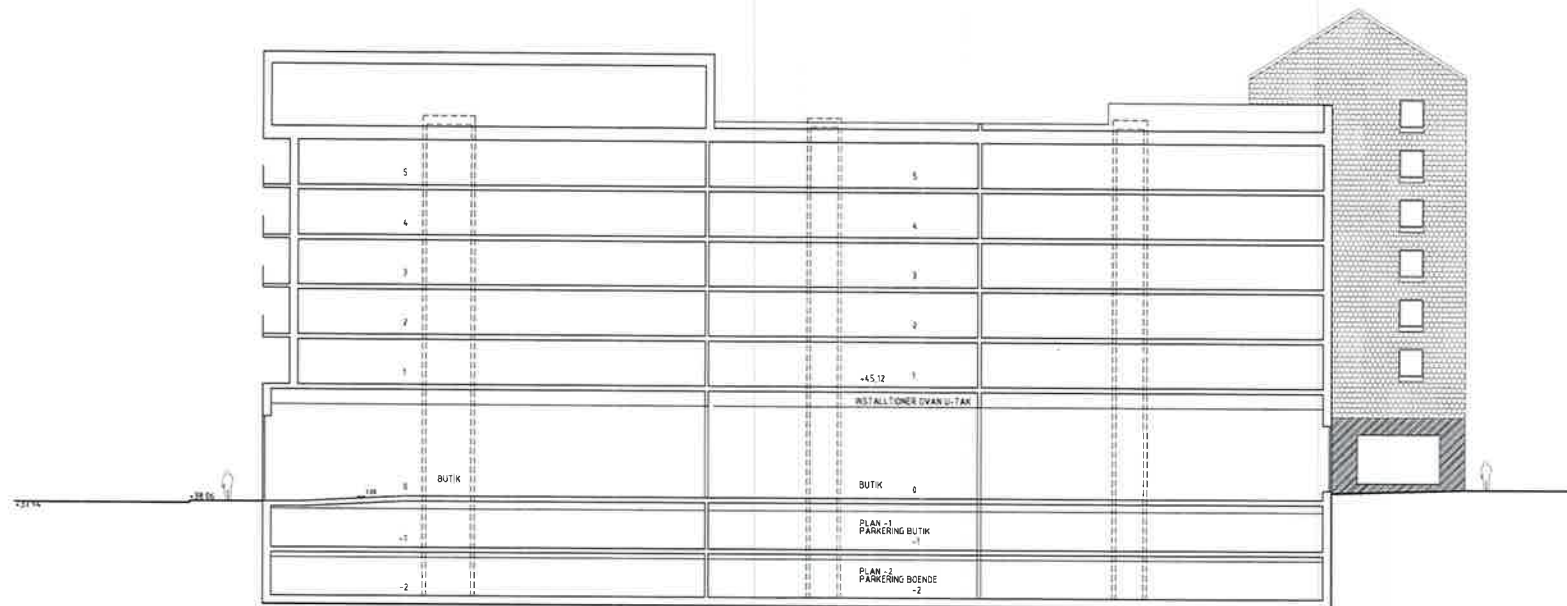 5 5
4 4
3 3
2 2
1 +45,12 1
INSTALLTIONER OVAN U-TAK
+38.06 0 BUTIK BUTIK 0
PLAN -1
PARKERING BUTIK
-1 -1
PLAN -2
PARKERING BOENDE
-2 -2